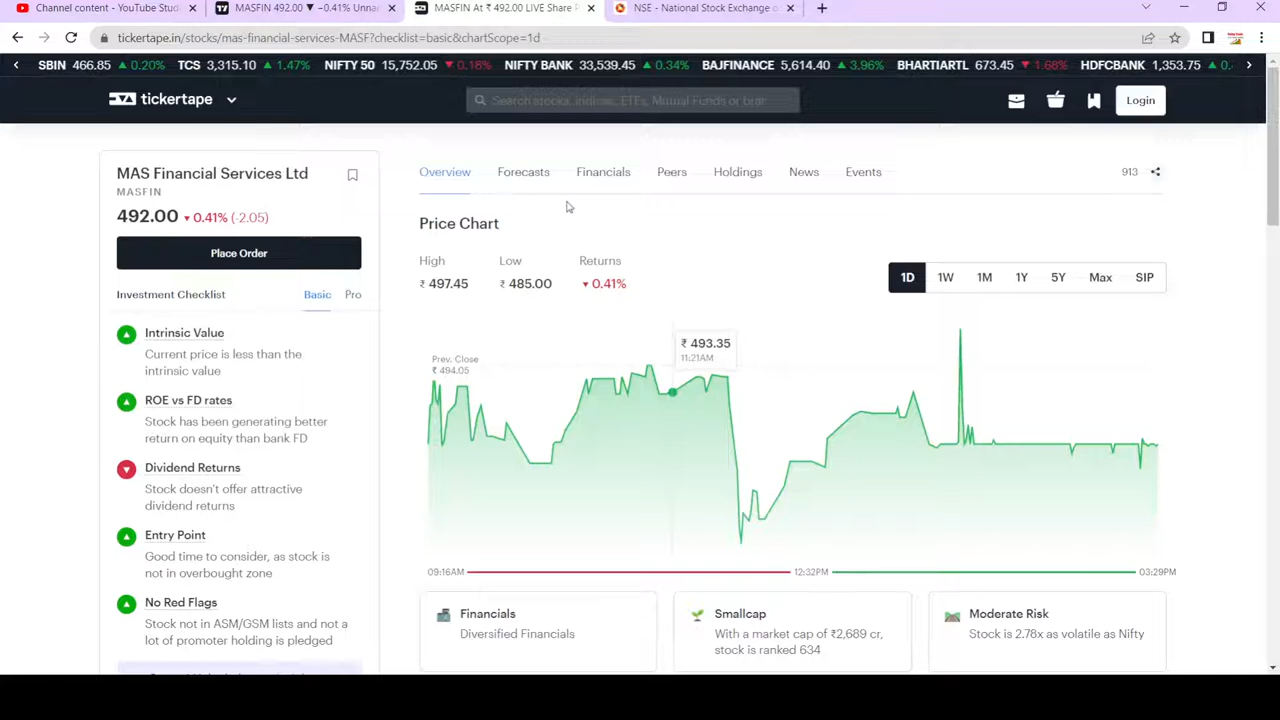 Channel content - YouTube Stud
MASFIN 492.00 ▼ −0.41% Unna
MASFIN At ₹ 492.00 LIVE Share P
NSE - National Stock Exchange o
tickertape.in/stocks/mas-financial-services-MASF?checklist=basic&chartScope=1d
SBIN 466.85 ▲ 0.20% TCS 3,315.10 ▲ 1.47% NIFTY 50 15,752.05 ▼ 0.18% NIFTY BANK 33,539.45 ▲ 0.34% BAJFINANCE 5,614.40 ▲ 3.96% BHARTIARTL 673.45 ▼ 1.68% HDFCBANK 1,353.75 ▲ 0.
tickertape
Search stocks, indices, ETFs, Mutual Funds or bran
Login
MAS Financial Services Ltd
MASFIN
492.00 ▼ 0.41% (-2.05)
Place Order
Investment Checklist Basic Pro
Intrinsic Value
Current price is less than the
intrinsic value
ROE vs FD rates
Stock has been generating better
return on equity than bank FD
Dividend Returns
Stock doesn't offer attractive
dividend returns
Entry Point
Good time to consider, as stock is
not in overbought zone
No Red Flags
Stock not in ASM/GSM lists and not a
lot of promoter holding is pledged
Overview Forecasts Financials Peers Holdings News Events 913
Price Chart
High Low Returns
₹ 497.45 ₹ 485.00 ▼ 0.41%
1D 1W 1M 1Y 5Y Max SIP
Prev. Close
₹ 494.05
₹ 493.35
11:21AM
09:16AM 12:32PM 03:29PM
Financials
Diversified Financials
Smallcap
With a market cap of ₹2,689 cr,
stock is ranked 634
Moderate Risk
Stock is 2.78x as volatile as Nifty